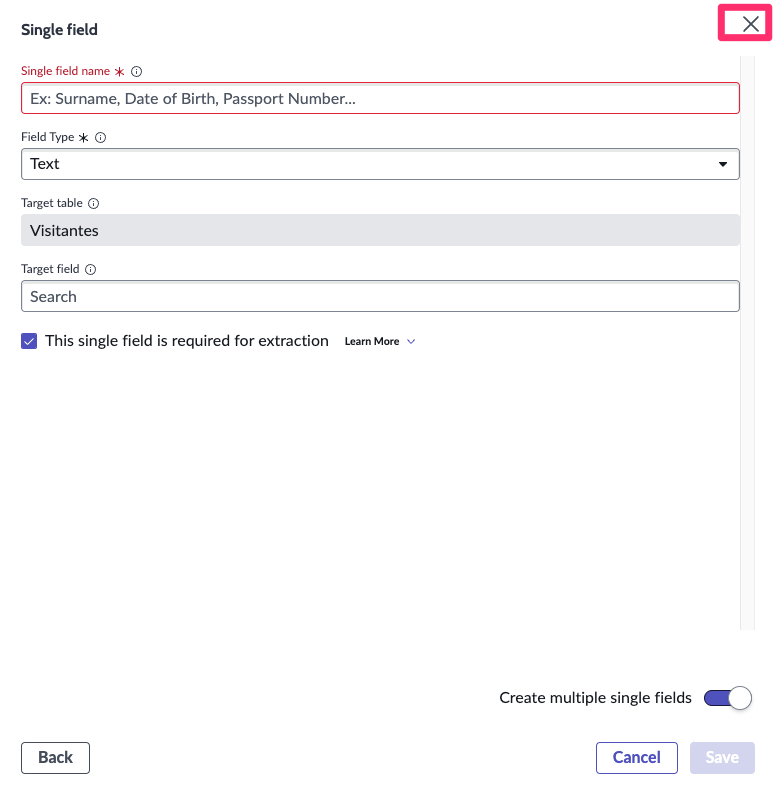 Single field
Single field name *
Ex: Surname, Date of Birth, Passport Number...
Field Type *
Text
Target table
Visitantes
Target field
Search
This single field is required for extraction Learn More
Create multiple single fields
Back Cancel Save